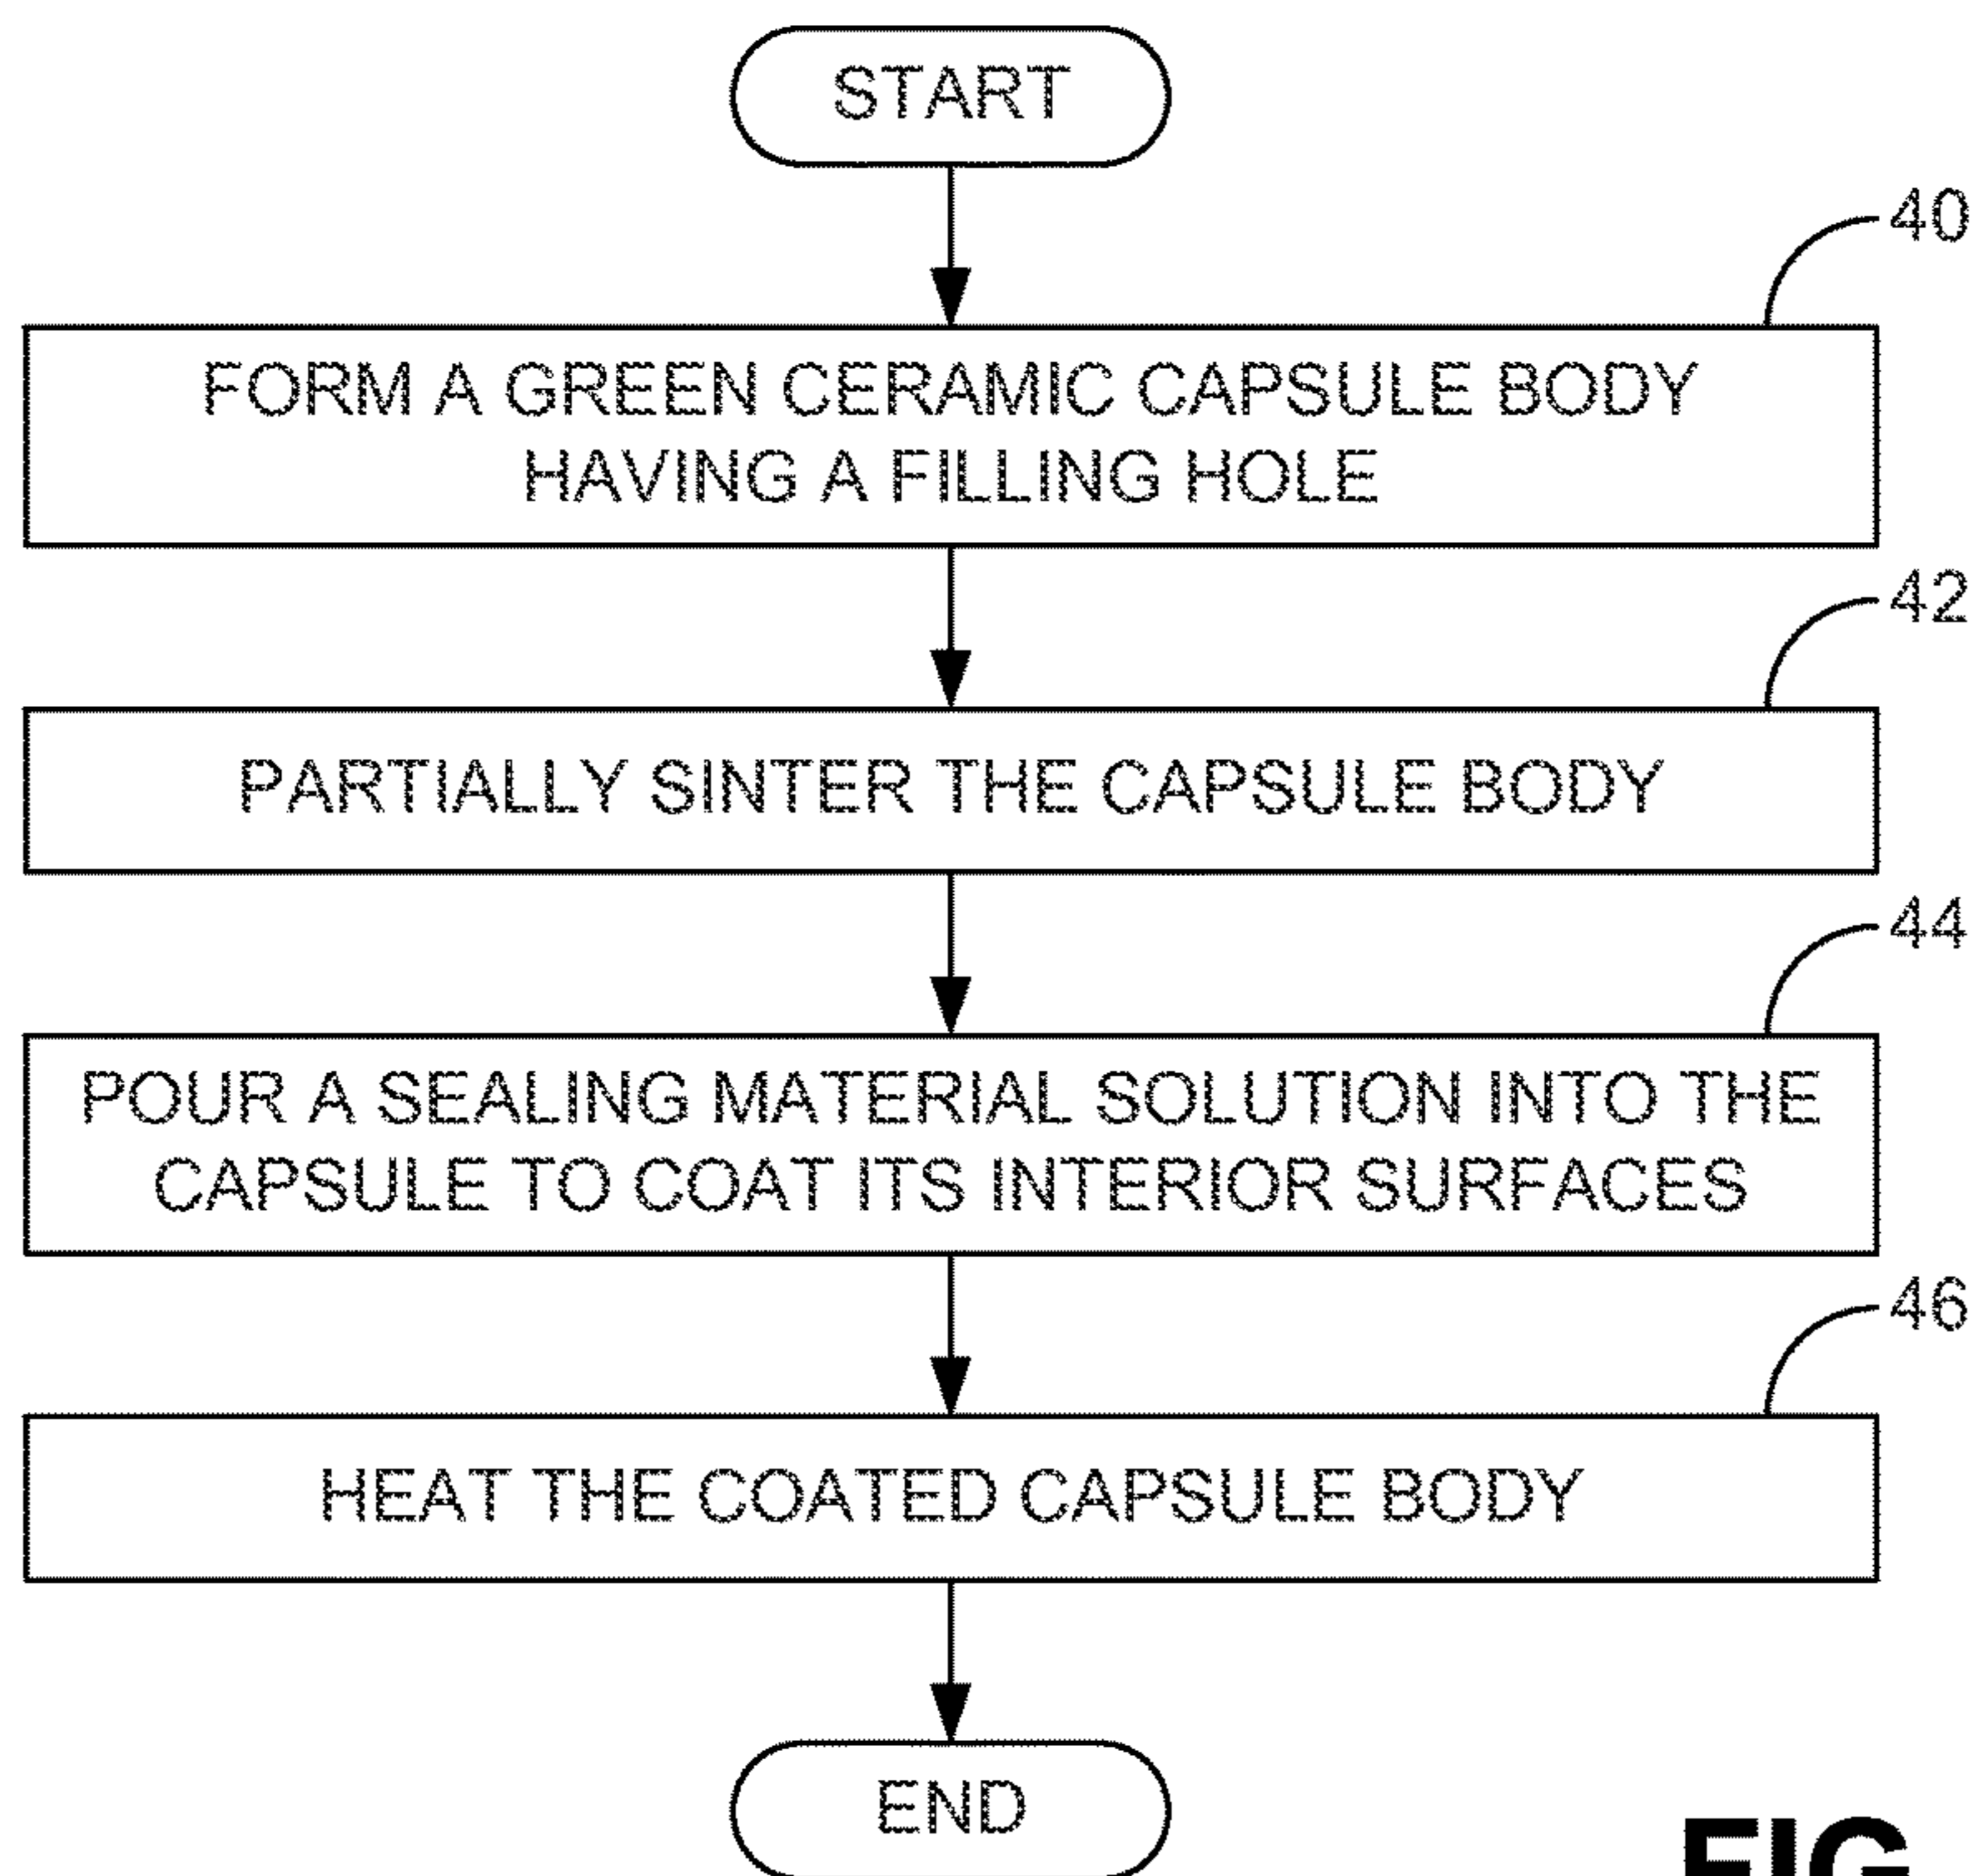 START
40
FORM A GREEN CERAMIC CAPSULE BODY
HAVING A FILLING HOLE
42
PARTIALLY SINTER THE CAPSULE BODY
44
POUR A SEALING MATERIAL SOLUTION INTO THE
CAPSULE TO COAT ITS INTERIOR SURFACES
46
HEAT THE COATED CAPSULE BODY
END
FIG